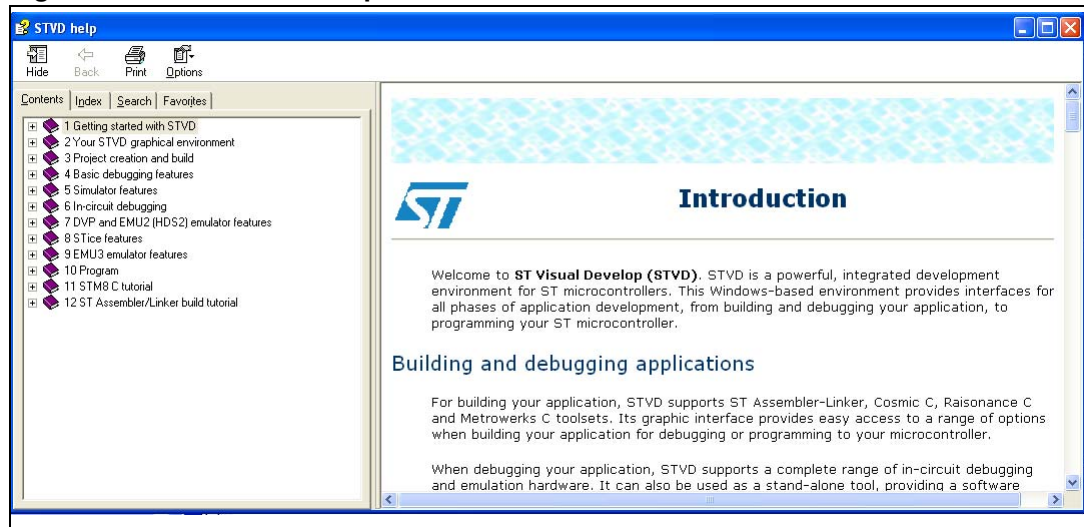 STVD help
Hide Back Print Options
Contents Index Search Favorites
1 Getting started with STVD
2 Your STVD graphical environment
3 Project creation and build
4 Basic debugging features
5 Simulator features
6 In-circuit debugging
7 DVP and EMU2 (HDS2) emulator features
8 STice features
9 EMU3 emulator features
10 Program
11 STM8 C tutorial
12 ST Assembler/Linker build tutorial
ST
Introduction
Welcome to ST Visual Develop (STVD). STVD is a powerful, integrated development
environment for ST microcontrollers. This Windows-based environment provides interfaces for
all phases of application development, from building and debugging your application, to
programming your ST microcontroller.
Building and debugging applications
For building your application, STVD supports ST Assembler-Linker, Cosmic C, Raisonance C
and Metrowerks C toolsets. Its graphic interface provides easy access to a range of options
when building your application for debugging or programming to your microcontroller.
When debugging your application, STVD supports a complete range of in-circuit debugging
and emulation hardware. It can also be used as a stand-alone tool, providing a software